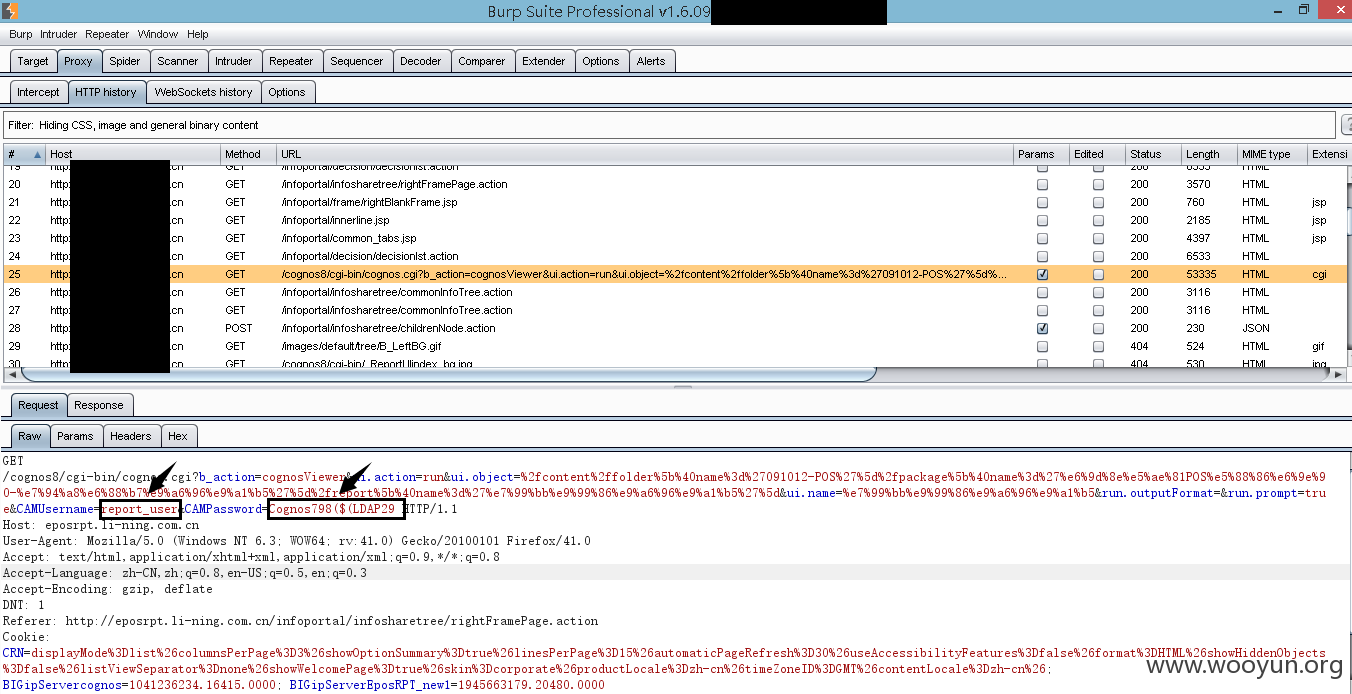 Burp Suite Professional v1.6.09
Burp Intruder Repeater Window Help
Target Proxy Spider Scanner Intruder Repeater Sequencer Decoder Comparer Extender Options Alerts
Intercept HTTP history WebSockets history Options
Filter: Hiding CSS, image and general binary content ?
# Host Method URL Params Edited Status Length MIME type Extensi
19 http: .cn GET /infoportal/decision/decisionlst.action 200 6533 HTML
20 http: .cn GET /infoportal/infosharetree/rightFramePage.action 200 3570 HTML
21 http: .cn GET /infoportal/frame/rightBlankFrame.jsp 200 760 HTML jsp
22 http: .cn GET /infoportal/innerline.jsp 200 2185 HTML jsp
23 http: .cn GET /infoportal/common_tabs.jsp 200 4397 HTML jsp
24 http: .cn GET /infoportal/decision/decisionlst.action 200 6533 HTML
25 http: .cn GET /cognos8/cgi-bin/cognos.cgi?b_action=cognosViewer&ui.action=run&ui.object=%2fcontent%2ffolder%5b%40name%3d%27091012-POS%27%5d%... 200 53335 HTML cgi
26 http: .cn GET /infoportal/infosharetree/commonInfoTree.action 200 3116 HTML
27 http: .cn GET /infoportal/infosharetree/commonInfoTree.action 200 3116 HTML
28 http: .cn POST /infoportal/infosharetree/childrenNode.action 200 230 JSON
29 http: .cn GET /images/default/tree/B_LeftBG.gif 404 524 HTML gif
30 http: .cn GET /cognos8/cgi-bin/_ReportUIindex_bg.jpg 404 530 HTML jpg
Request Response
Raw Params Headers Hex
GET
/cognos8/cgi-bin/cognos.cgi?b_action=cognosViewer&ui.action=run&ui.object=%2fcontent%2ffolder%5b%40name%3d%27091012-POS%27%5d%2fpackage%5b%40name%3d%27%e6%9d%8e%e5%ae%81POS%e5%88%86%e6%9e%9
0-%e7%94%a8%e6%88%b7%e9%a6%96%e9%a1%b5%27%5d%2freport%5b%40name%3d%27%e7%99%bb%e9%99%86%e9%a6%96%e9%a1%b5%27%5d&ui.name=%e7%99%bb%e9%99%86%e9%a6%96%e9%a1%b5&run.outputFormat=&run.prompt=tru
e&CAMUsername=report_user&CAMPassword=Cognos798($(LDAP29 HTTP/1.1
Host: eposrpt.li-ning.com.cn
User-Agent: Mozilla/5.0 (Windows NT 6.3; WOW64; rv:41.0) Gecko/20100101 Firefox/41.0
Accept: text/html,application/xhtml+xml,application/xml;q=0.9,*/*;q=0.8
Accept-Language: zh-CN,zh;q=0.8,en-US;q=0.5,en;q=0.3
Accept-Encoding: gzip, deflate
DNT: 1
Referer: http://eposrpt.li-ning.com.cn/infoportal/infosharetree/rightFramePage.action
Cookie:
CRN=displayMode%3Dlist%26columnsPerPage%3D3%26showOptionSummary%3Dtrue%26linesPerPage%3D15%26automaticPageRefresh%3D30%26useAccessibilityFeatures%3Dfalse%26format%3DHTML%26showHiddenObjects
%3Dfalse%26listViewSeparator%3Dnone%26showWelcomePage%3Dtrue%26skin%3Dcorporate%26productLocale%3Dzh-cn%26timeZoneID%3DGMT%26contentLocale%3Dzh-cn%26;
www.wooyun.org
BIGipServercognos=1041236234.16415.0000; BIGipServerEposRPT_new1=1945663179.20480.0000